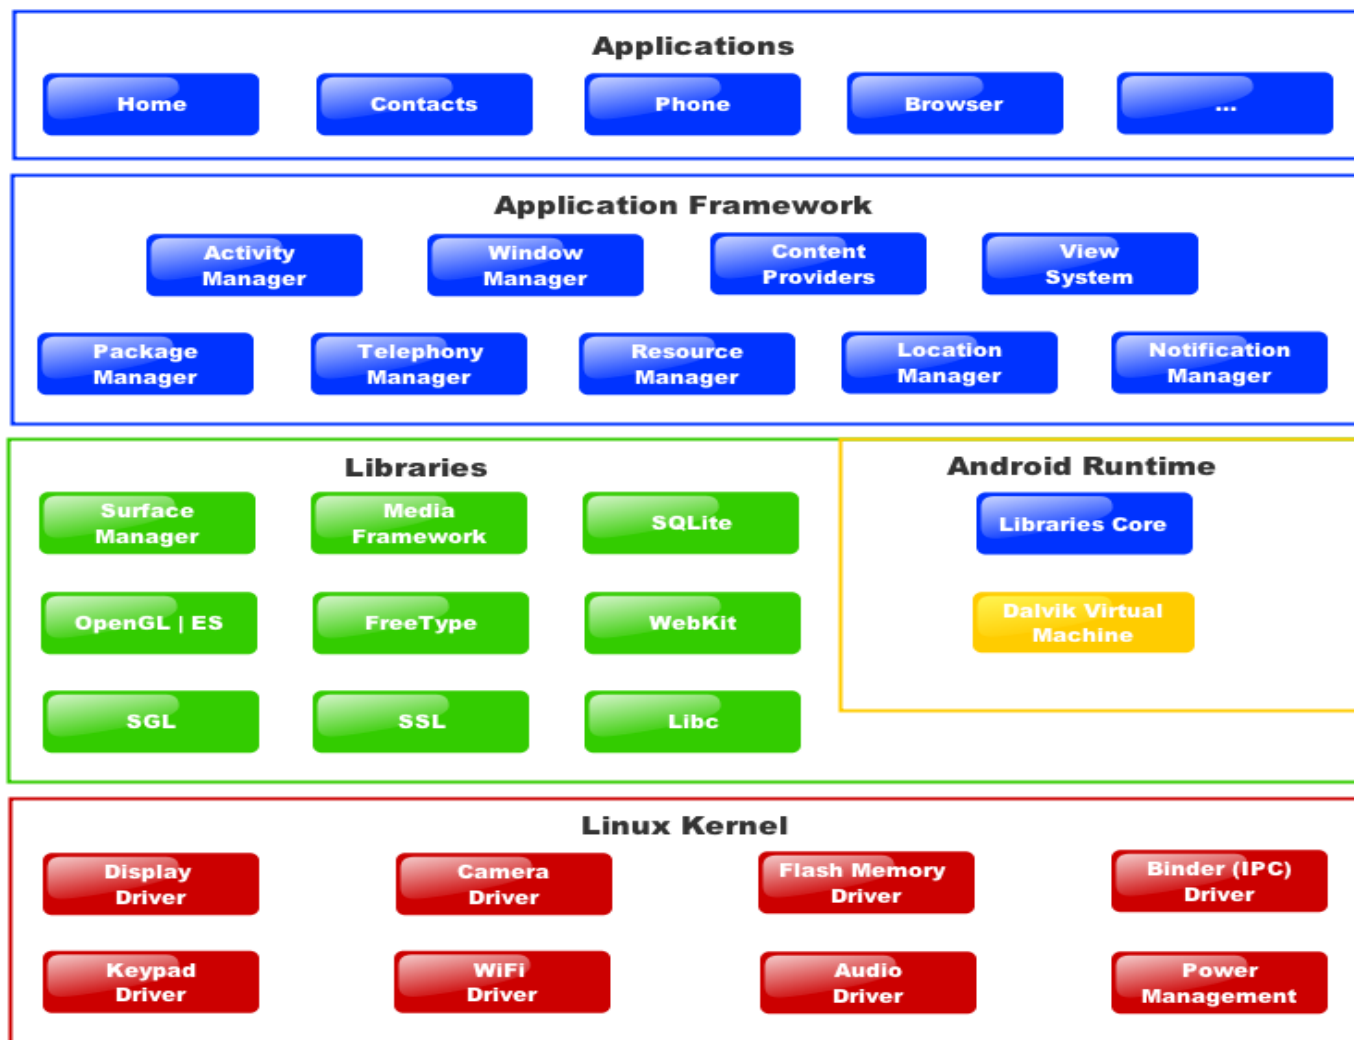 Applications
Home
Contacts
Phone
Browser
...
Application Framework
Activity
Manager
Window
Manager
Content
Providers
View
System
Package
Manager
Telephony
Manager
Resource
Manager
Location
Manager
Notification
Manager
Libraries
Surface
Manager
Media
Framework
SQLite
OpenGL | ES
FreeType
WebKit
SGL
SSL
Libc
Android Runtime
Libraries Core
Dalvik Virtual
Machine
Linux Kernel
Display
Driver
Camera
Driver
Flash Memory
Driver
Binder (IPC)
Driver
Keypad
Driver
WiFi
Driver
Audio
Driver
Power
Management